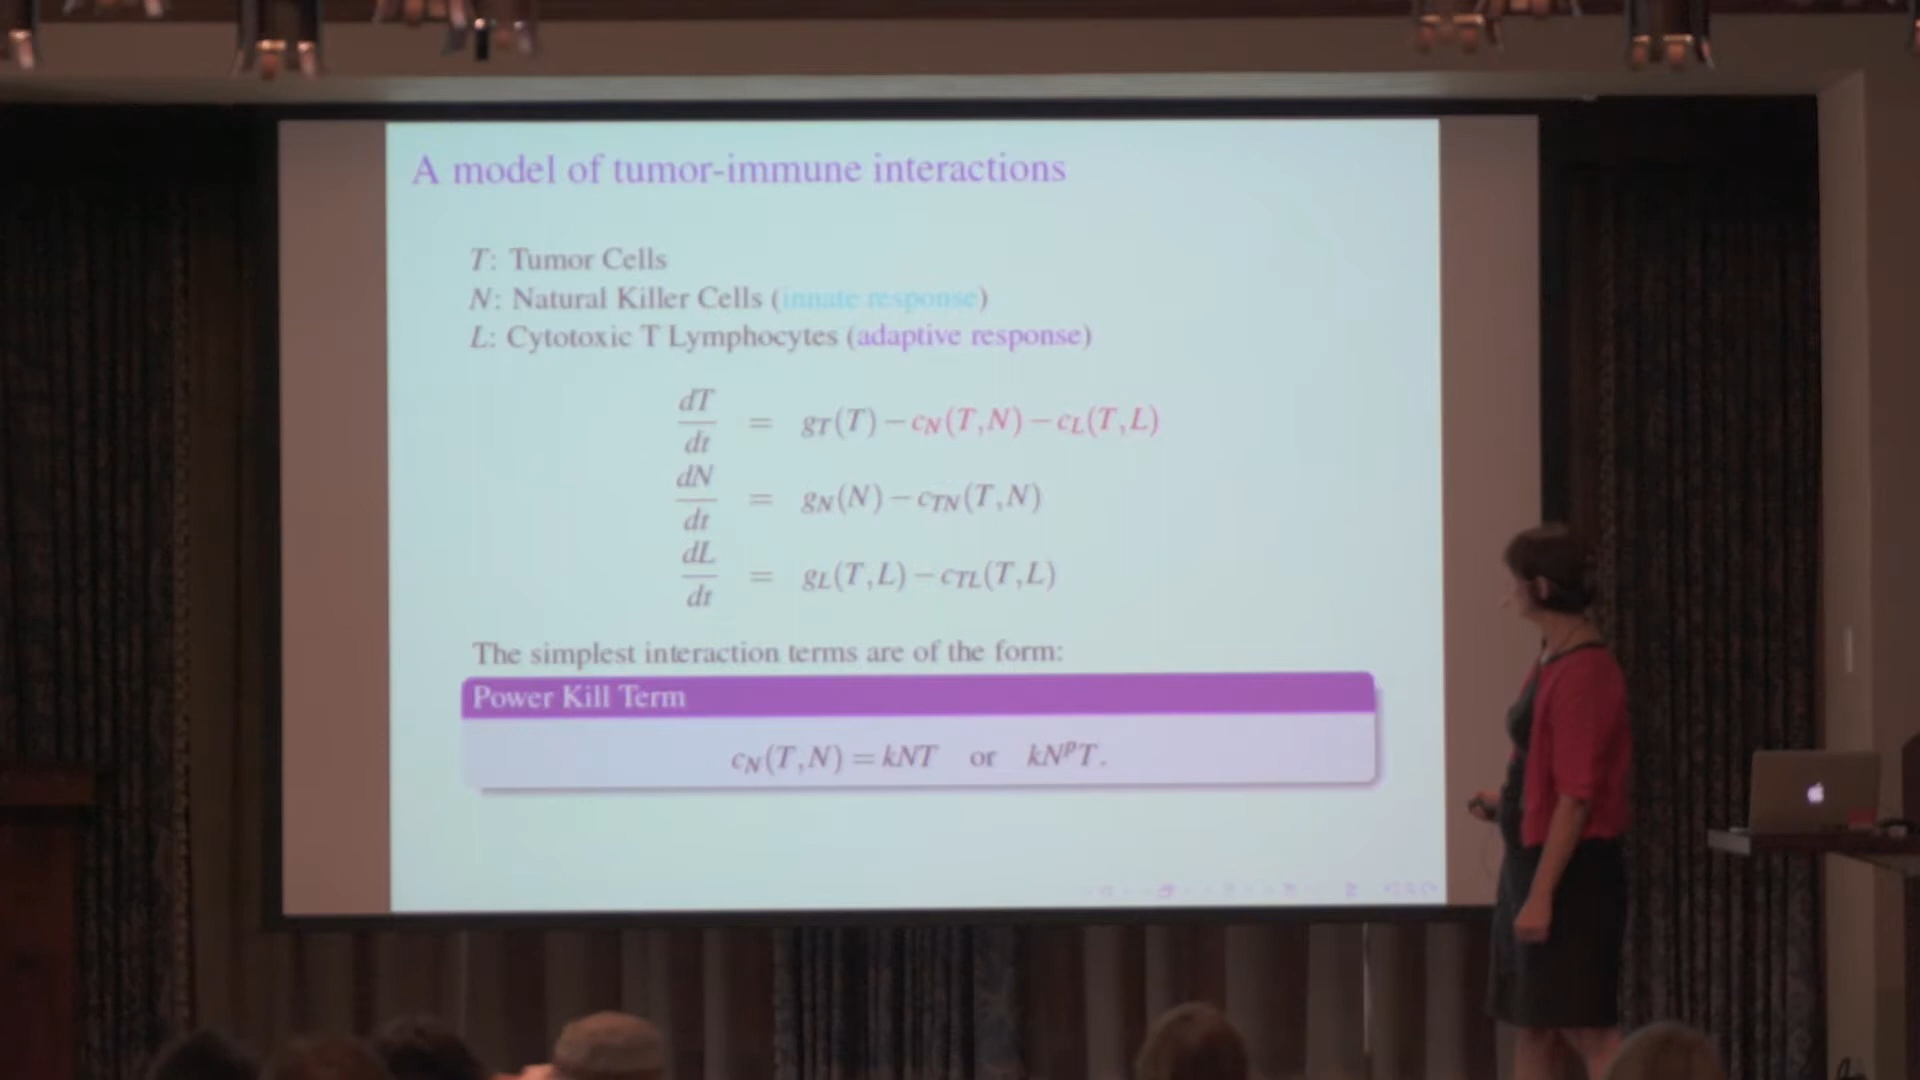 A model of tumor-immune interactions
T: Tumor Cells
N: Natural Killer Cells (innate response)
L: Cytotoxic T Lymphocytes (adaptive response)
dT/dt = g_T(T) − c_N(T,N) − c_L(T,L)
dN/dt = g_N(N) − c_TN(T,N)
dL/dt = g_L(T,L) − c_TL(T,L)
The simplest interaction terms are of the form:
Power Kill Term
c_N(T,N) = kNT or kN^pT.